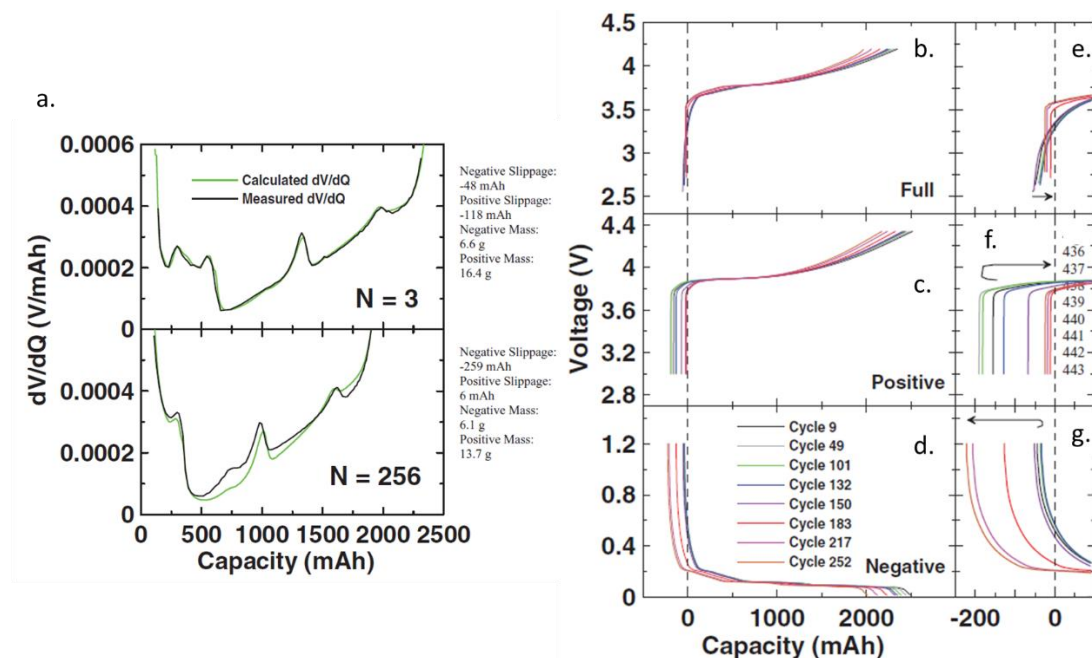 a.
0.0006
0.0004
0.0002
0
0.0004
0.0002
0
dV/dQ (V/mAh)
Calculated dV/dQ
Measured dV/dQ
N = 3
N = 256
0 500 1000 1500 2000 2500
Capacity (mAh)
Negative Slippage:
-48 mAh
Positive Slippage:
-118 mAh
Negative Mass:
6.6 g
Positive Mass:
16.4 g
Negative Slippage:
-259 mAh
Positive Slippage:
6 mAh
Negative Mass:
6.1 g
Positive Mass:
13.7 g
4.5
4
3.5
3
2.5
b.
Full
e.
4.4
4
3.6
3.2
2.8
Voltage (V)
c.
Positive
f.
436
437
438
439
440
441
442
443
1.2
0.8
0.4
0
d.
Cycle 9
Cycle 49
Cycle 101
Cycle 132
Cycle 150
Cycle 183
Cycle 217
Cycle 252
Negative
g.
0 1000 2000
-200 0
Capacity (mAh)